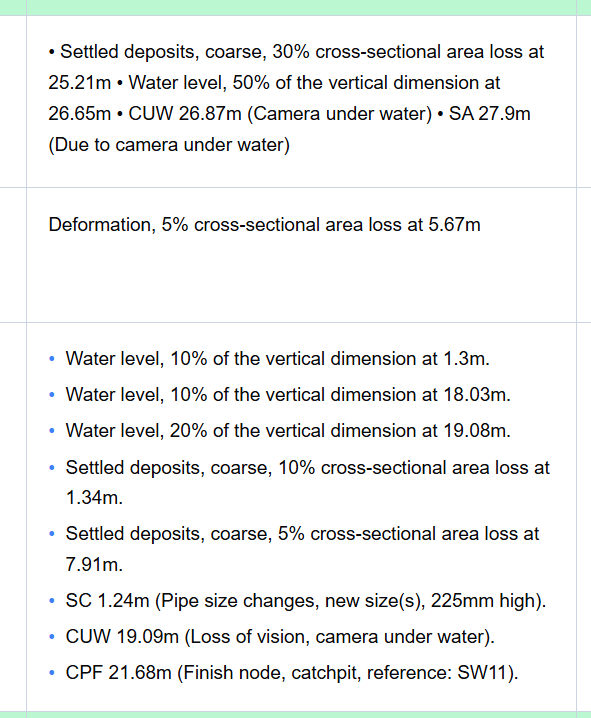 • Settled deposits, coarse, 30% cross-sectional area loss at
25.21m • Water level, 50% of the vertical dimension at
26.65m • CUW 26.87m (Camera under water) • SA 27.9m
(Due to camera under water)
Deformation, 5% cross-sectional area loss at 5.67m
• Water level, 10% of the vertical dimension at 1.3m.
• Water level, 10% of the vertical dimension at 18.03m.
• Water level, 20% of the vertical dimension at 19.08m.
• Settled deposits, coarse, 10% cross-sectional area loss at
1.34m.
• Settled deposits, coarse, 5% cross-sectional area loss at
7.91m.
• SC 1.24m (Pipe size changes, new size(s), 225mm high).
• CUW 19.09m (Loss of vision, camera under water).
• CPF 21.68m (Finish node, catchpit, reference: SW11).